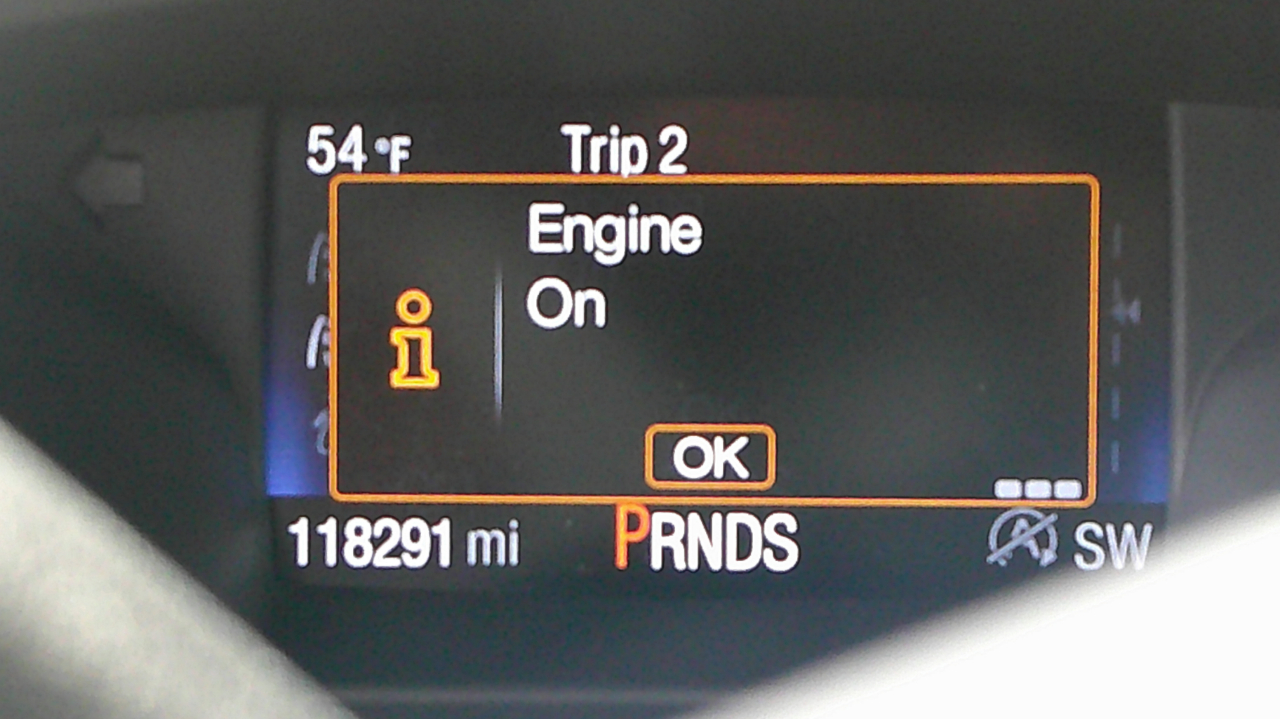 54 °F Trip 2
Engine
On
OK
118291 mi PRNDS SW